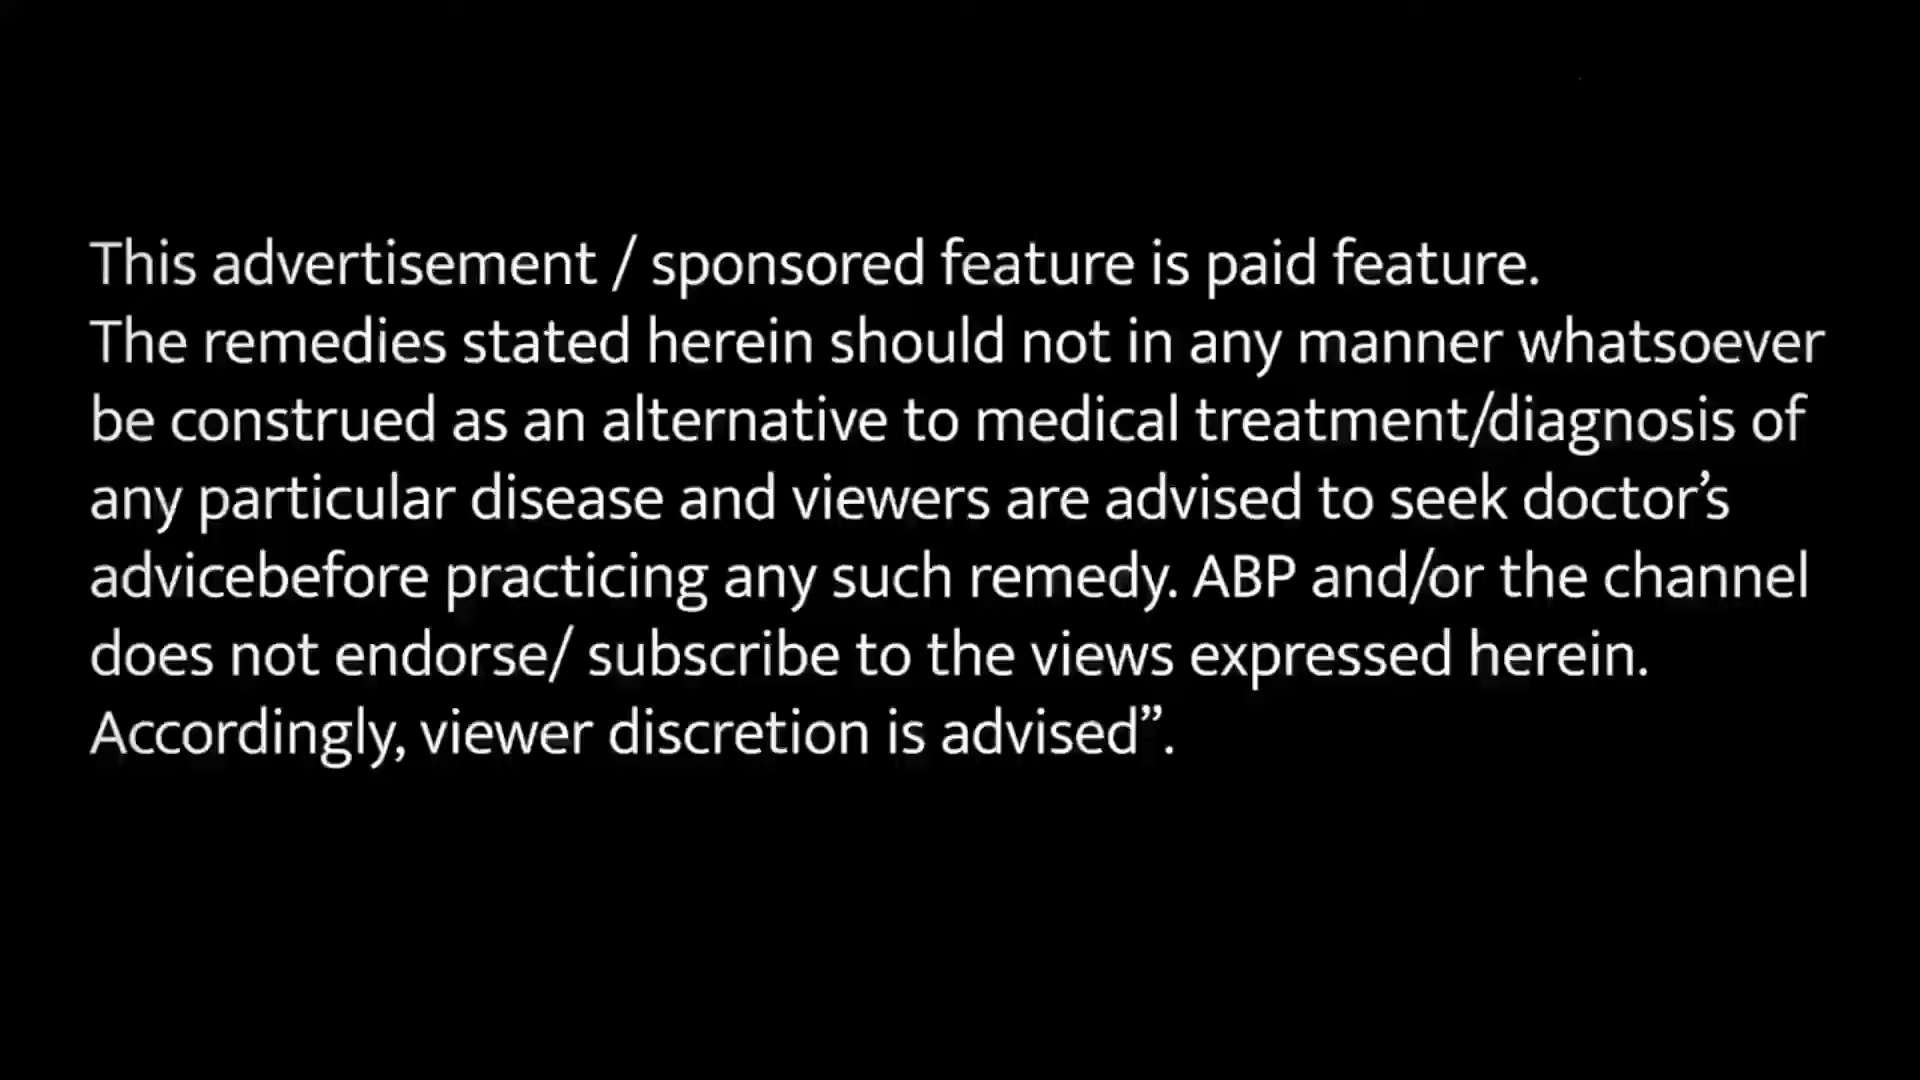 This advertisement / sponsored feature is paid feature.
The remedies stated herein should not in any manner whatsoever
be construed as an alternative to medical treatment/diagnosis of
any particular disease and viewers are advised to seek doctor’s
advicebefore practicing any such remedy. ABP and/or the channel
does not endorse/ subscribe to the views expressed herein.
Accordingly, viewer discretion is advised”.